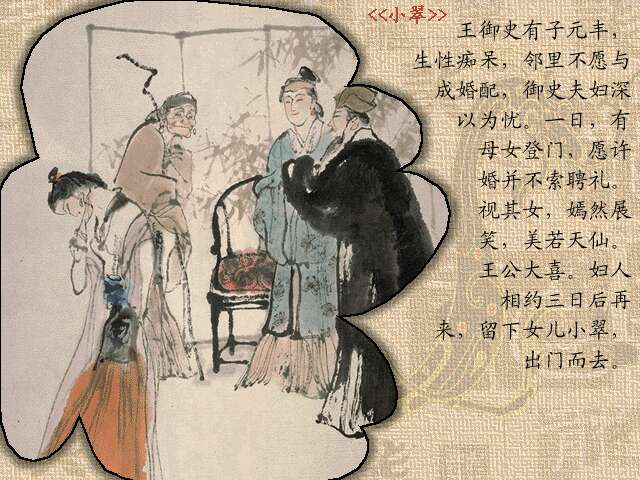 <<小翠>>
王御史有子元丰，
生性痴呆，邻里不愿与
成婚配，御史夫妇深
以为忧。一日，有
母女登门，愿许
婚并不索聘礼。
视其女，嫣然展
笑，美若天仙。
王公大喜。妇人
相约三日后再
来，留下女儿小翠，
出门而去。